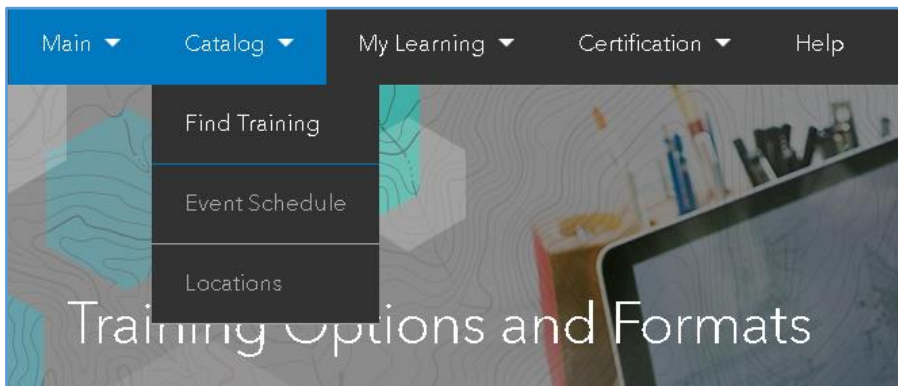 Main Catalog My Learning Certification Help
Find Training
Event Schedule
Locations
Training Options and Formats